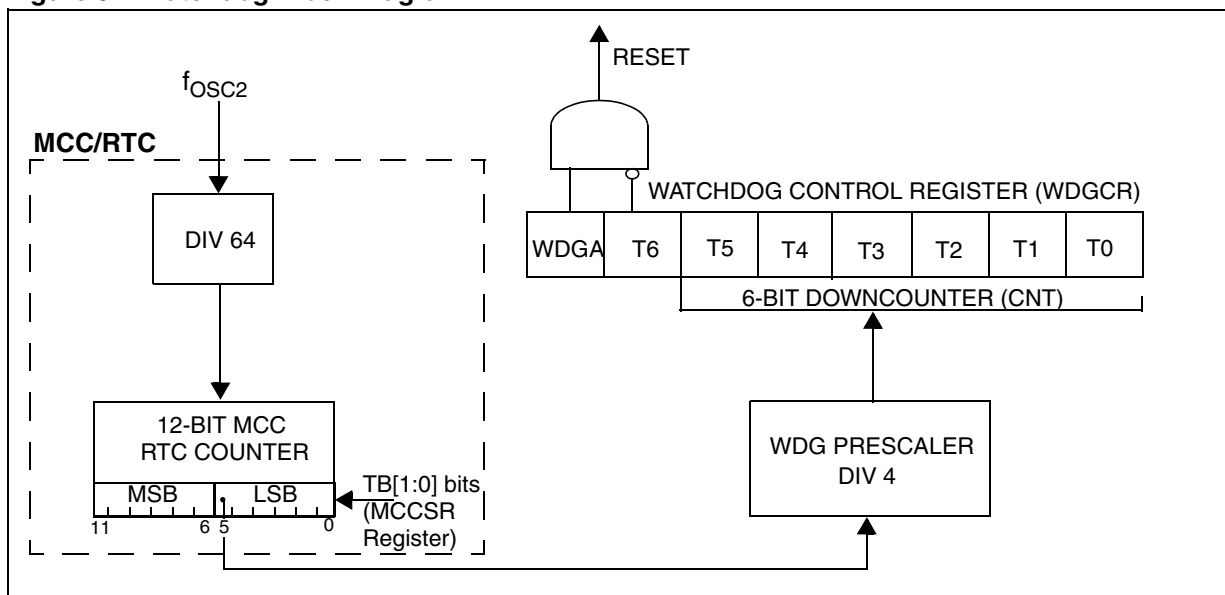 fOSC2
MCC/RTC
DIV 64
12-BIT MCC
RTC COUNTER
MSB LSB
11 6 5 0
TB[1:0] bits
(MCCSR
Register)
RESET
WATCHDOG CONTROL REGISTER (WDGCR)
WDGA T6 T5 T4 T3 T2 T1 T0
6-BIT DOWNCOUNTER (CNT)
WDG PRESCALER
DIV 4